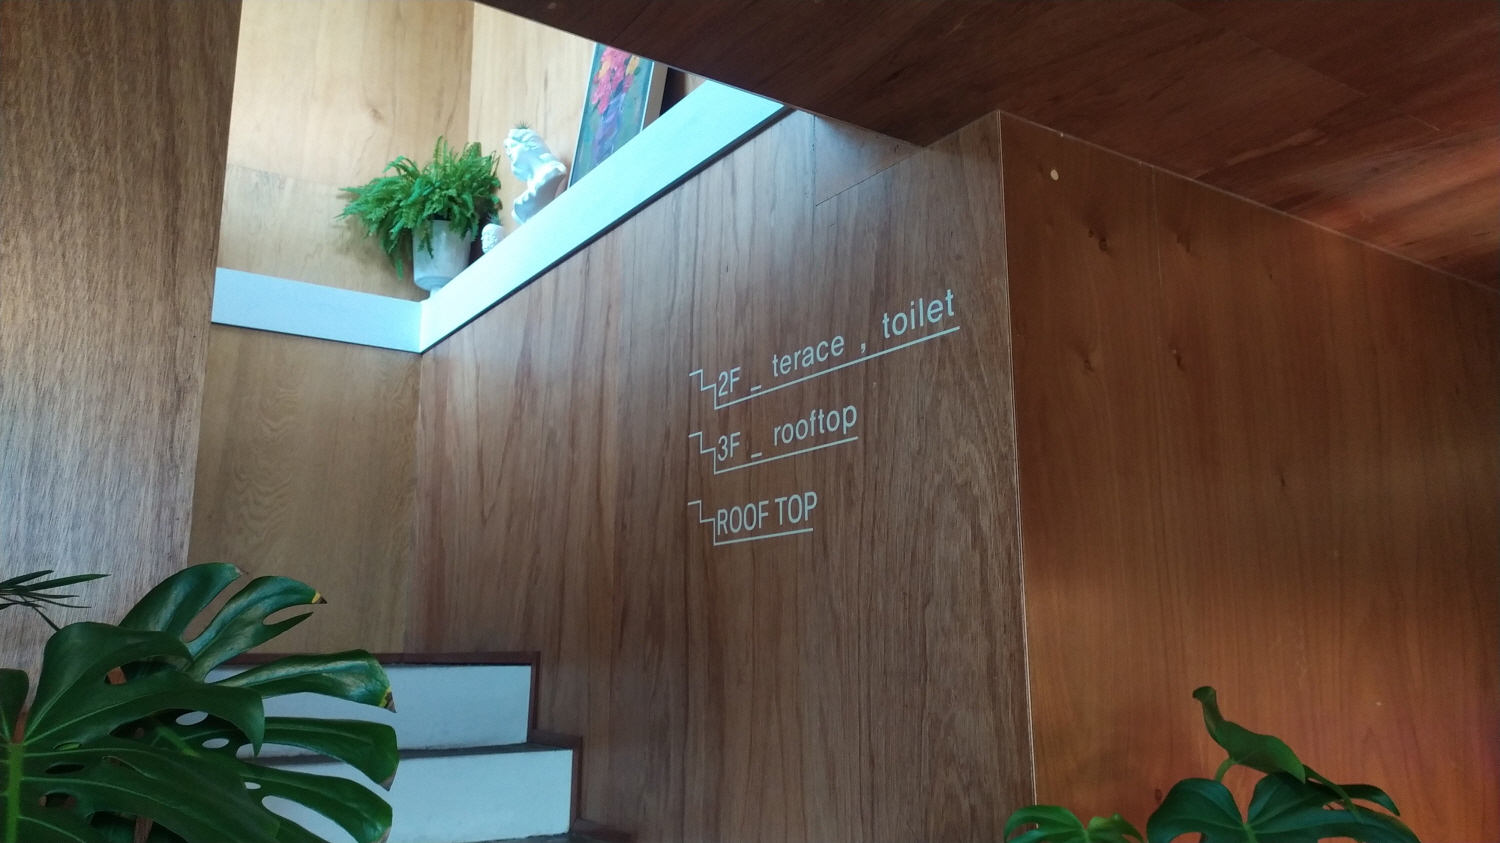 2F _ terace , toilet
3F _ rooftop
ROOF TOP